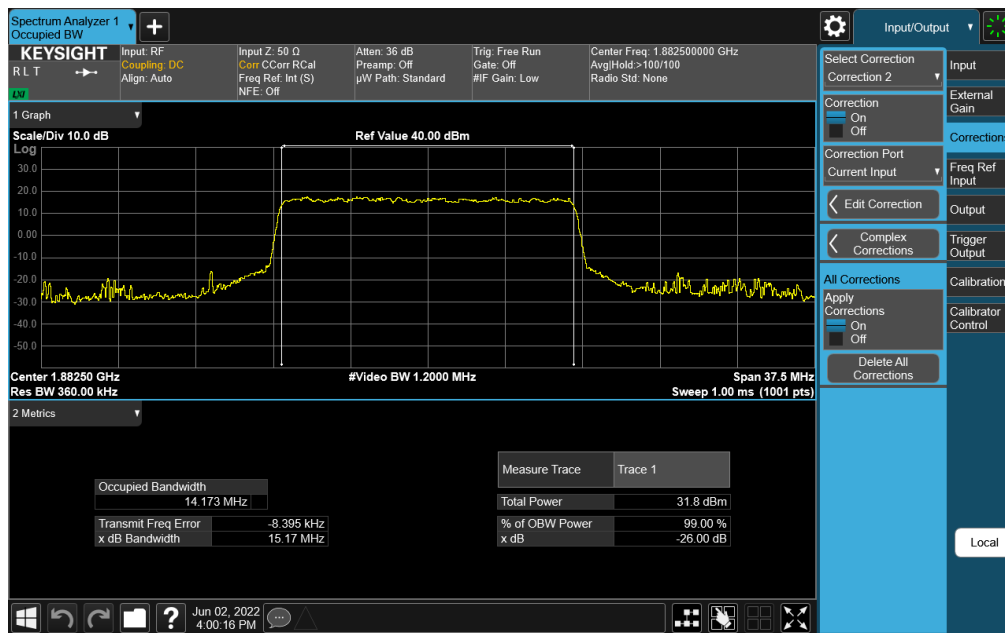 Spectrum Analyzer 1
Occupied BW
Input/Output
KEYSIGHT
R L T
LXI
Input: RF
Coupling: DC
Align: Auto
Input Z: 50 Ω
Corr CCorr RCal
Freq Ref: Int (S)
NFE: Off
Atten: 36 dB
Preamp: Off
µW Path: Standard
Trig: Free Run
Gate: Off
#IF Gain: Low
Center Freq: 1.882500000 GHz
Avg|Hold:>100/100
Radio Std: None
1 Graph
Scale/Div 10.0 dB
Ref Value 40.00 dBm
Log
30.0
20.0
10.0
0.00
-10.0
-20.0
-30.0
-40.0
-50.0
Center 1.88250 GHz
#Video BW 1.2000 MHz
Span 37.5 MHz
Res BW 360.00 kHz
Sweep 1.00 ms (1001 pts)
2 Metrics
Occupied Bandwidth
14.173 MHz
Transmit Freq Error -8.395 kHz
x dB Bandwidth 15.17 MHz
Measure Trace Trace 1
Total Power 31.8 dBm
% of OBW Power 99.00 %
x dB -26.00 dB
Select Correction
Correction 2
Correction
On
Off
Correction Port
Current Input
Edit Correction
Complex
Corrections
All Corrections
Apply
Corrections
On
Off
Delete All
Corrections
Input
External
Gain
Corrections
Freq Ref
Input
Output
Trigger
Output
Calibration
Calibrator
Control
Local
Jun 02, 2022
4:00:16 PM